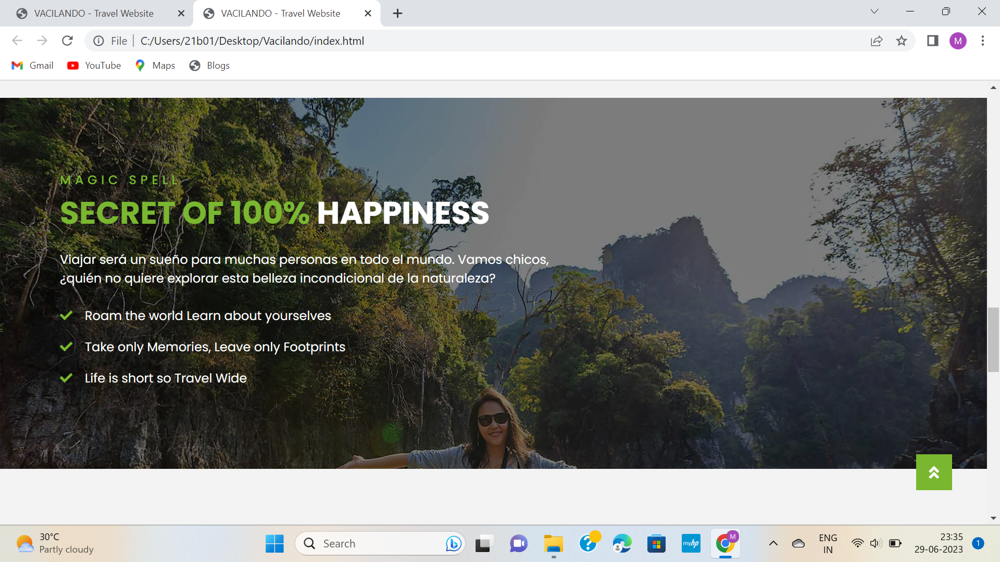 VACILANDO - Travel Website
VACILANDO - Travel Website
File
C:/Users/21b01/Desktop/Vacilando/index.html
M
Gmail
YouTube
Maps
Blogs
MAGIC SPELL
SECRET OF 100% HAPPINESS
Viajar será un sueño para muchas personas en todo el mundo. Vamos chicos,
¿quién no quiere explorar esta belleza incondicional de la naturaleza?
Roam the world Learn about yourselves
Take only Memories, Leave only Footprints
Life is short so Travel Wide
30°C
Partly cloudy
Search
myhp
M
ENG
IN
23:35
29-06-2023
1